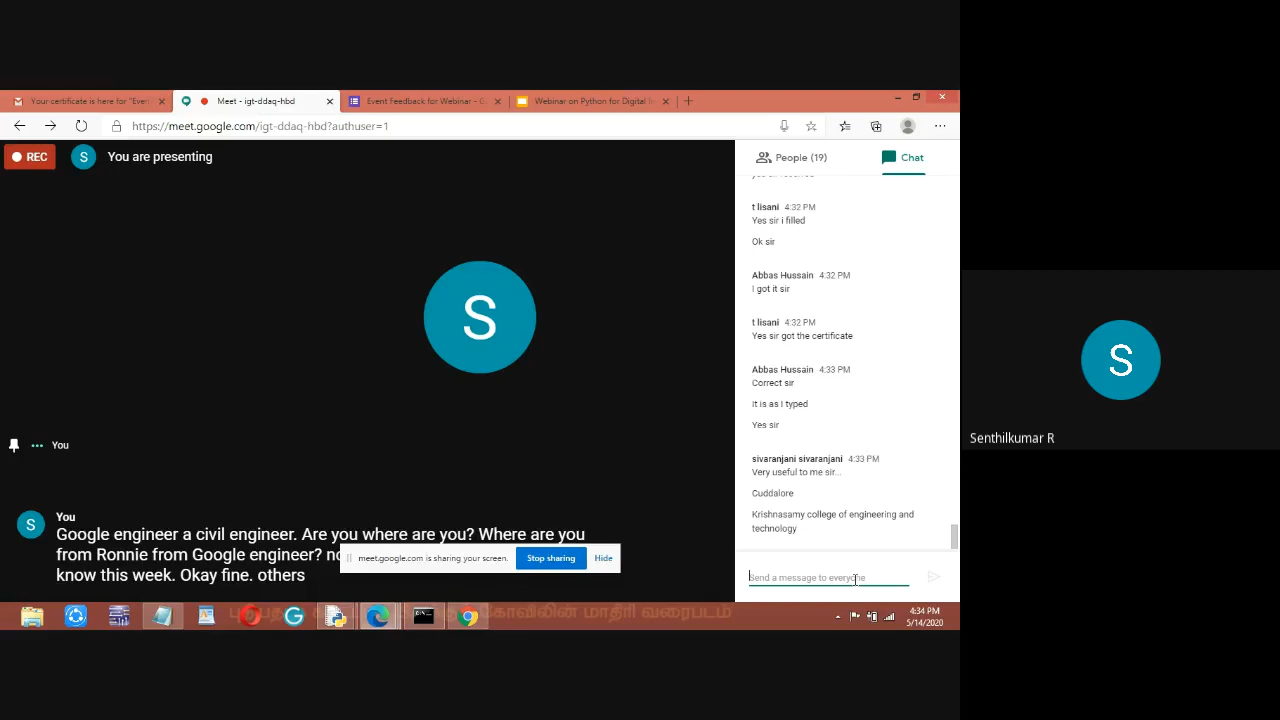 Your certificate is here for "Even
Meet - igt-ddaq-hbd
Event Feedback for Webinar - G
Webinar on Python for Digital I
https://meet.google.com/igt-ddaq-hbd?authuser=1
REC
S
You are presenting
People (19)
Chat
t lisani 4:32 PM
Yes sir i filled
Ok sir
Abbas Hussain 4:32 PM
I got it sir
t lisani 4:32 PM
Yes sir got the certificate
Abbas Hussain 4:33 PM
Correct sir
It is as I typed
Yes sir
sivaranjani sivaranjani 4:33 PM
Very useful to me sir...
Cuddalore
Krishnasamy college of engineering and
technology
S
You
S
You
Google engineer a civil engineer. Are you where are you? Where are you
from Ronnie from Google engineer?
know this week. Okay fine. others
meet.google.com is sharing your screen.
Stop sharing
Hide
Send a message to everyone
கோவிலின் மாதிரி வரைபடம்
4:34 PM
5/14/2020
S
Senthilkumar R